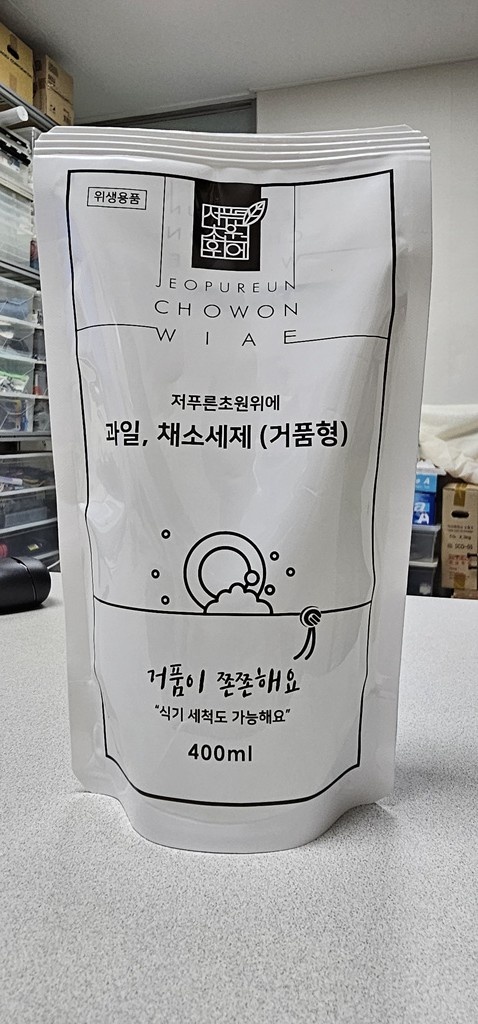 위생용품
저푸른
초원
위에
JEOPUREUN
CHOWON
WIAE
저푸른초원위에
과일, 채소세제 (거품형)
거품이 쫀쫀해요
“식기 세척도 가능해요”
400ml